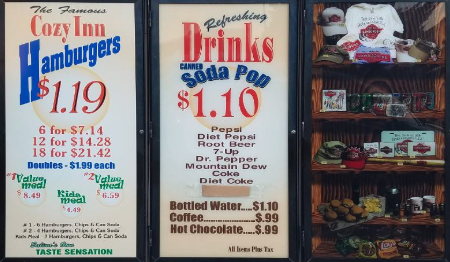 The Famous
Cozy Inn
Hamburgers
$1.19
6 for $7.14
12 for $14.28
18 for $21.42
Doubles - $1.99 each
"1 Value meal
$8.49
"2 Value meal
$6.59
Kids meal
$4.49
# 1 - 6 Hamburgers, Chips & Can Soda
# 2 - 4 Hamburgers, Chips & Can Soda
Kids Meal - 2 Hamburgers, Chips & Can Soda
TASTE SENSATION
Refreshing
Drinks
CANNED
Soda Pop
$1.10
Pepsi
Diet Pepsi
Root Beer
7-Up
Dr. Pepper
Mountain Dew
Coke
Diet Coke
Bottled Water....$1.10
Coffee..............$.99
Hot Chocolate.....$.99
All Items Plus Tax